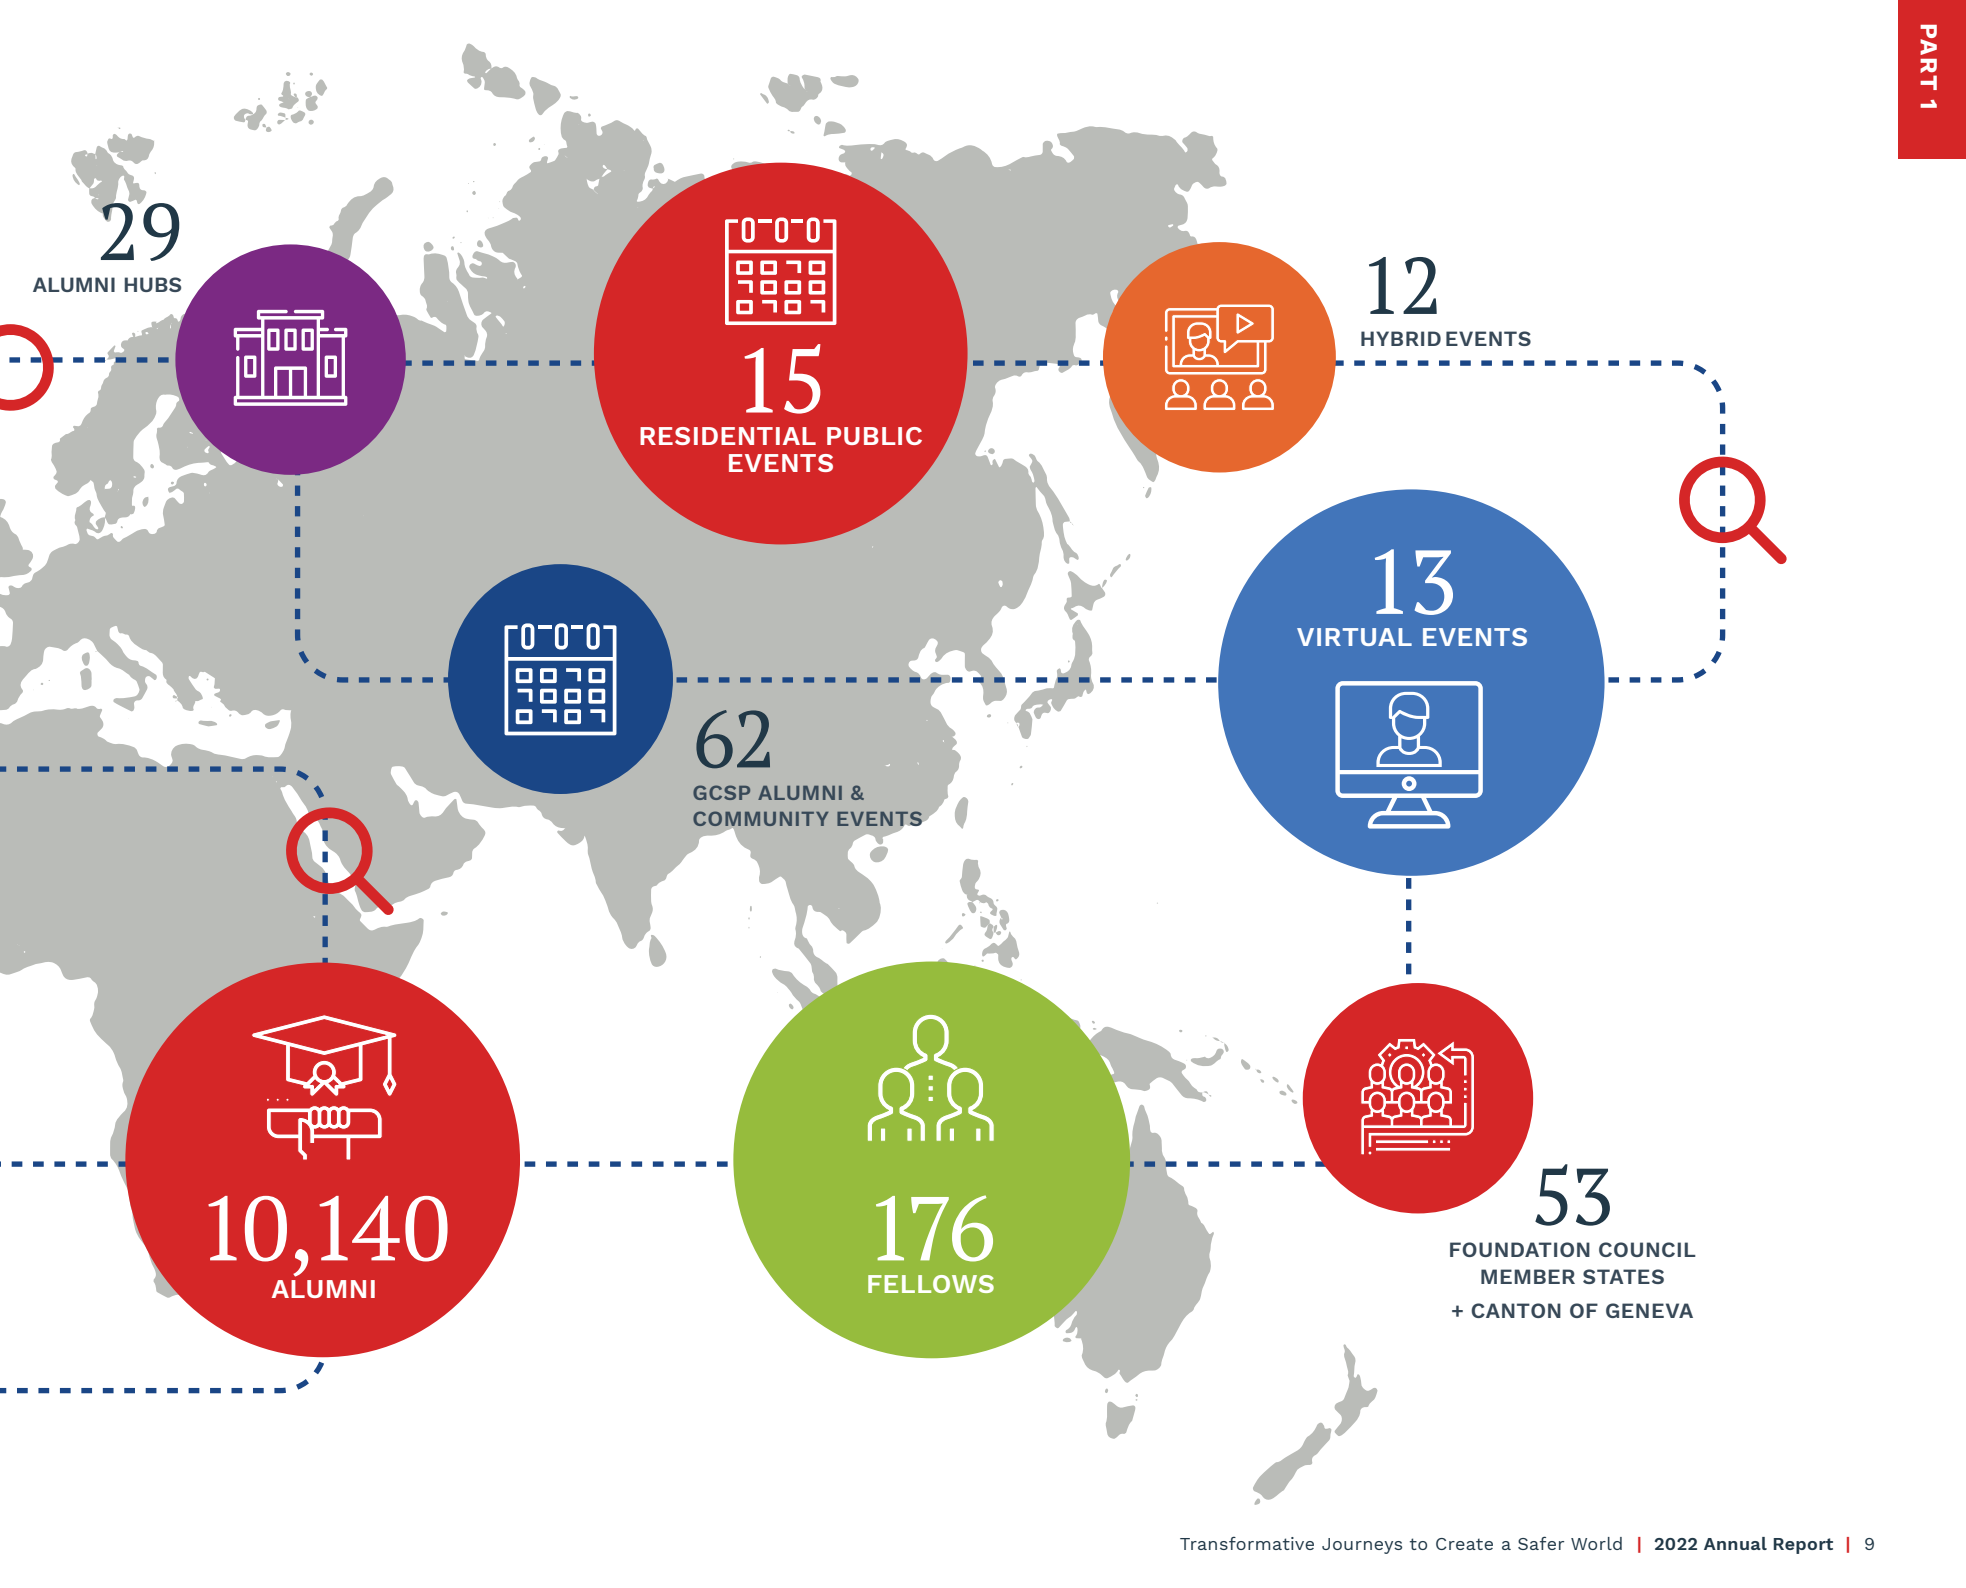 PART 1
29
ALUMNI HUBS
15
RESIDENTIAL PUBLIC
EVENTS
12
HYBRID EVENTS
13
VIRTUAL EVENTS
62
GCSP ALUMNI &
COMMUNITY EVENTS
10,140
ALUMNI
176
FELLOWS
53
FOUNDATION COUNCIL
MEMBER STATES
+ CANTON OF GENEVA
Transformative Journeys to Create a Safer World | 2022 Annual Report | 9